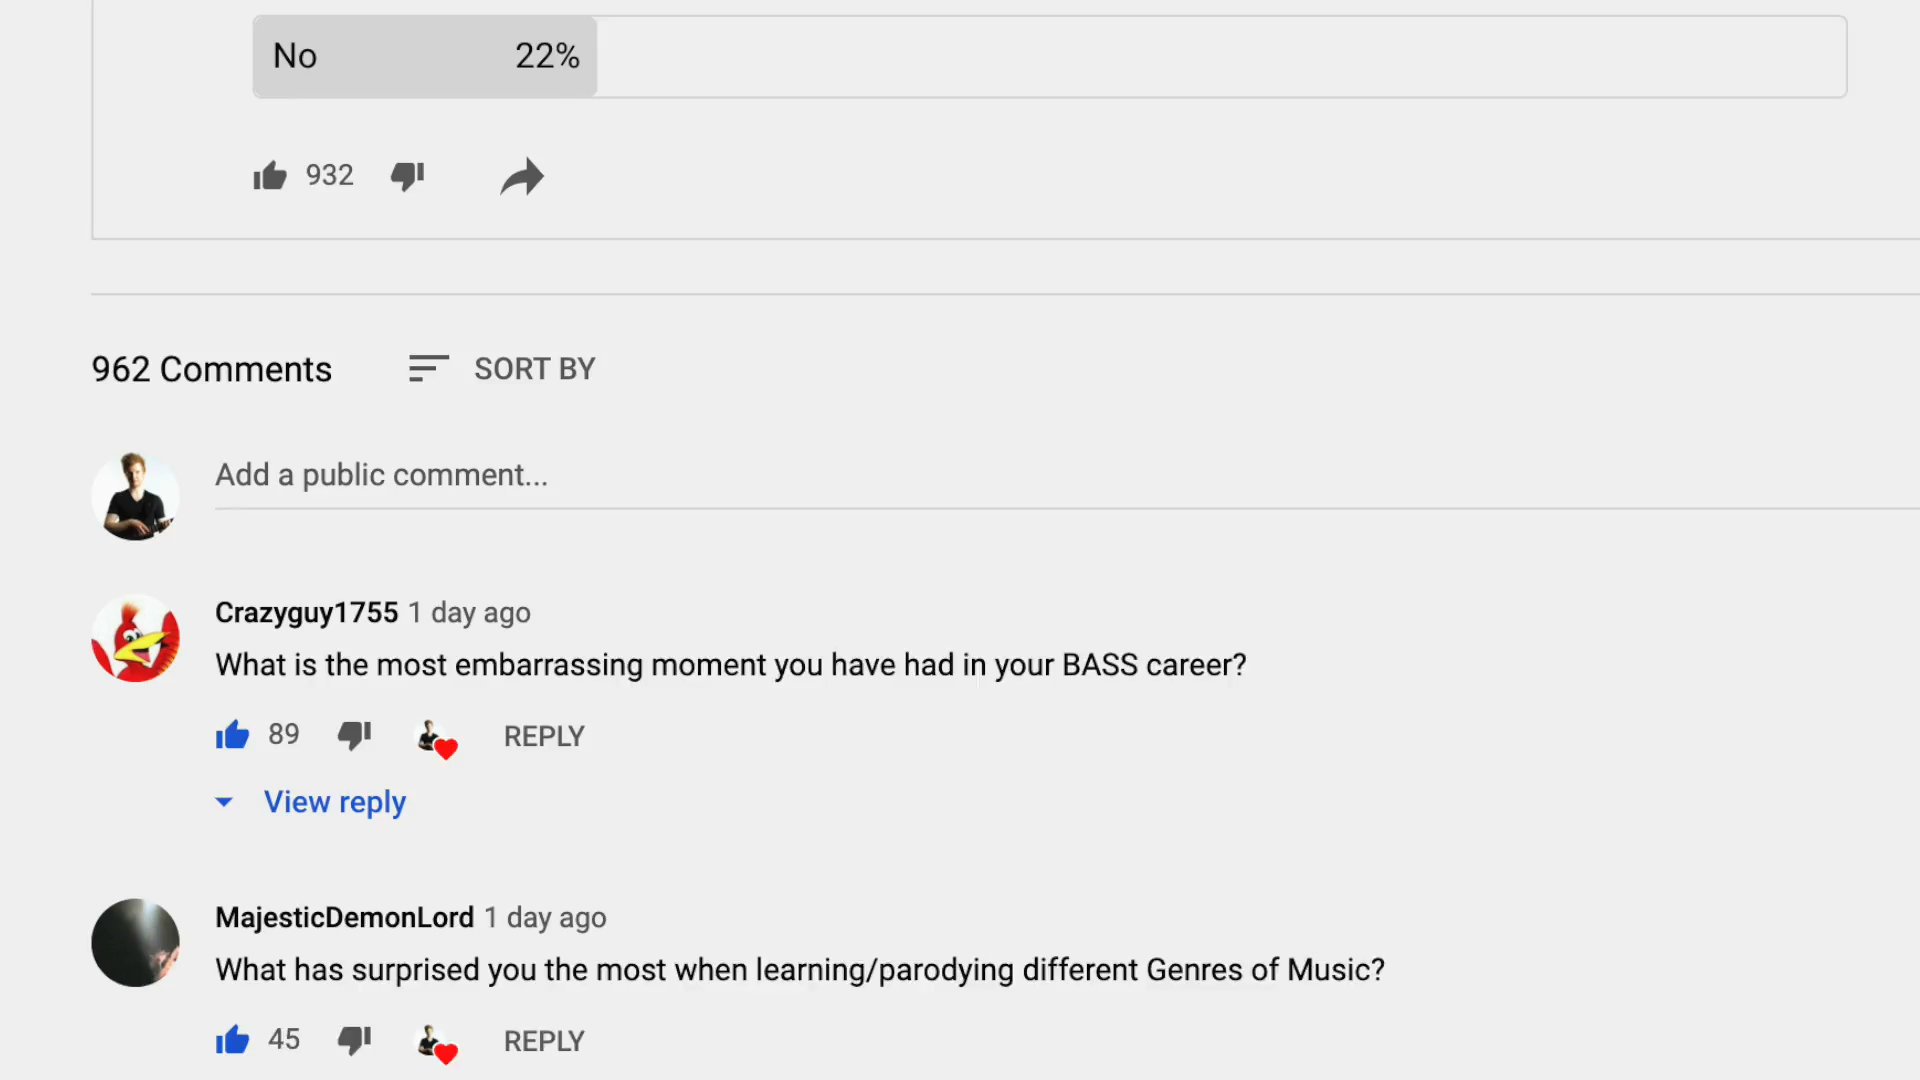 No 22%
932
962 Comments SORT BY
Add a public comment...
Crazyguy1755 1 day ago
What is the most embarrassing moment you have had in your BASS career?
89 REPLY
View reply
MajesticDemonLord 1 day ago
What has surprised you the most when learning/parodying different Genres of Music?
45 REPLY